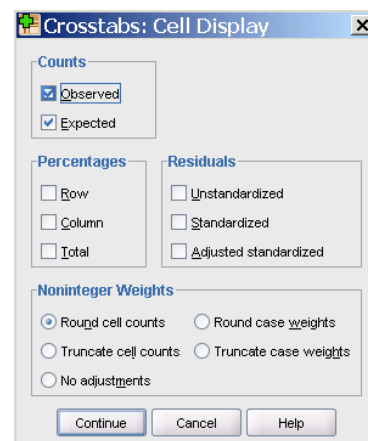 Crosstabs: Cell Display
Counts
Observed
Expected
Percentages
Residuals
Row
Unstandardized
Column
Standardized
Total
Adjusted standardized
Noninteger Weights
Round cell counts
Round case weights
Truncate cell counts
Truncate case weights
No adjustments
Continue
Cancel
Help